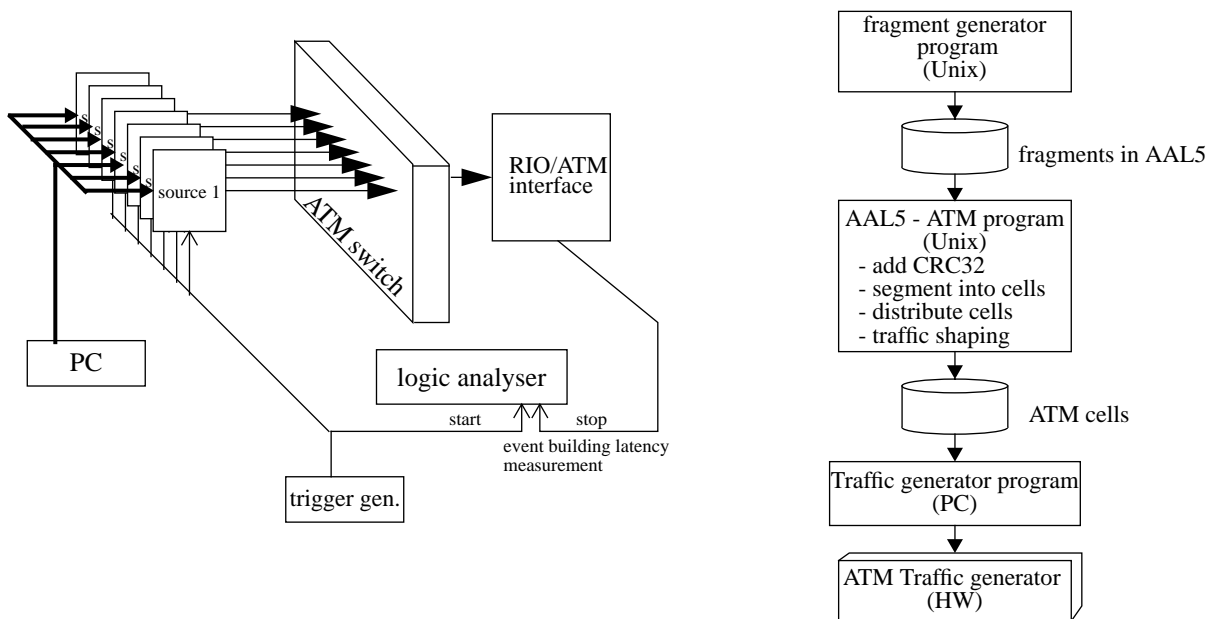 s
s
s
s
s
s
source 1
ATM switch
RIO/ATM
interface
PC
logic analyser
start
stop
event building latency
measurement
trigger gen.
fragment generator
program
(Unix)
fragments in AAL5
AAL5 - ATM program
(Unix)
- add CRC32
- segment into cells
- distribute cells
- traffic shaping
ATM cells
Traffic generator program
(PC)
ATM Traffic generator
(HW)